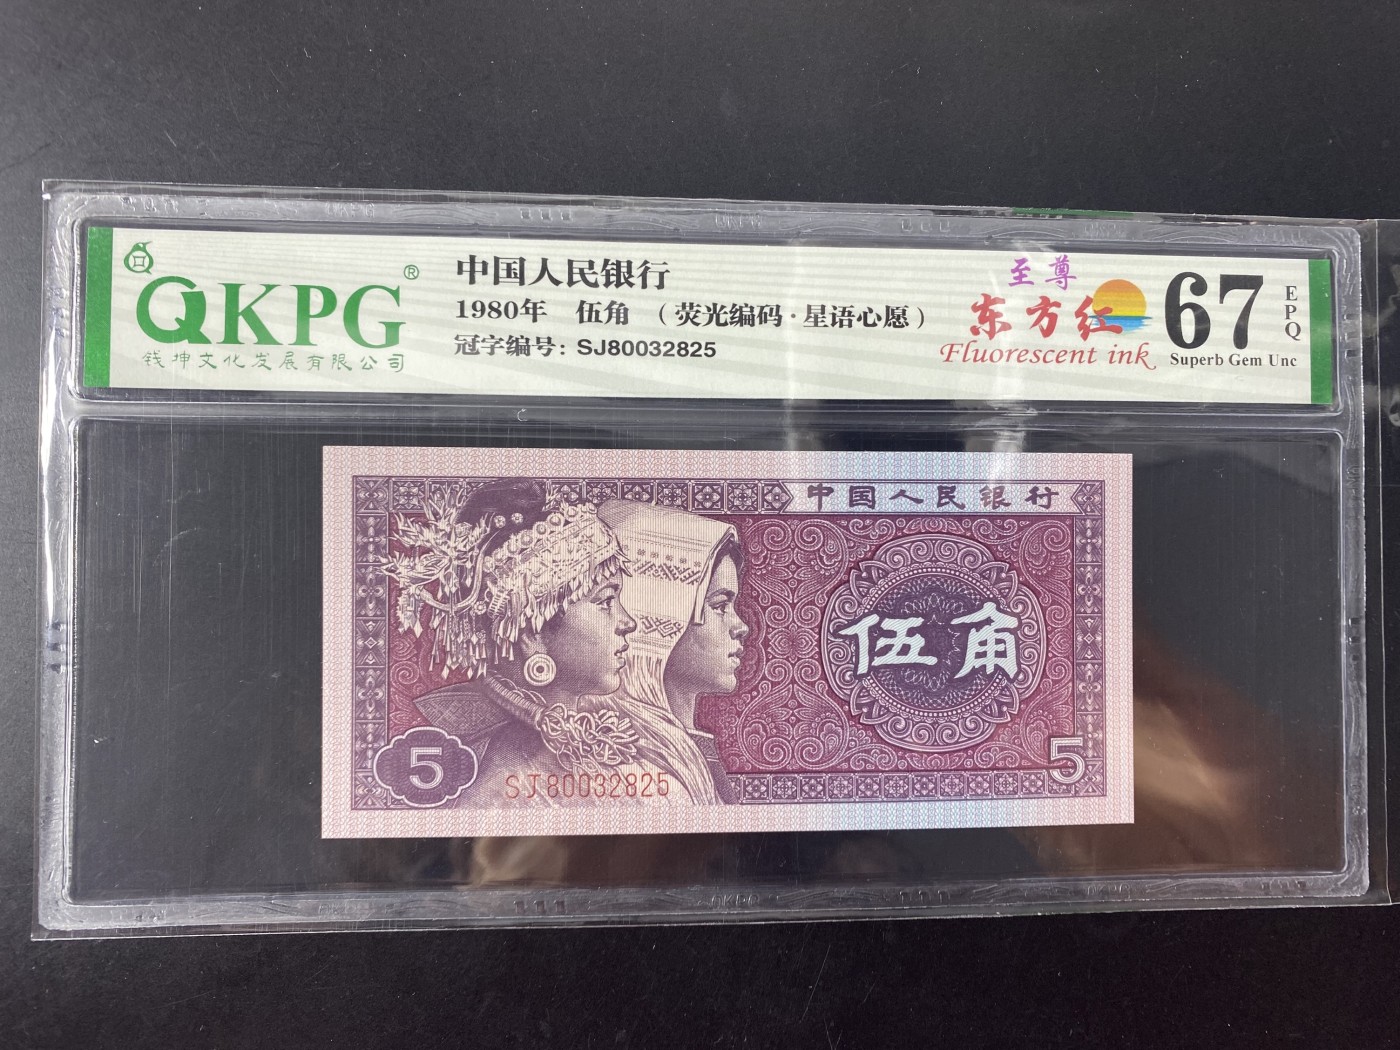 QKPG®
钱坤文化发展有限公司
中国人民银行
1980年 伍角 （荧光编码·星语心愿）
冠字编号: SJ80032825
至尊
东方红
Fluorescent ink
67
EPQ
Superb Gem Unc
中国人民银行
伍角
5
SJ80032825
5